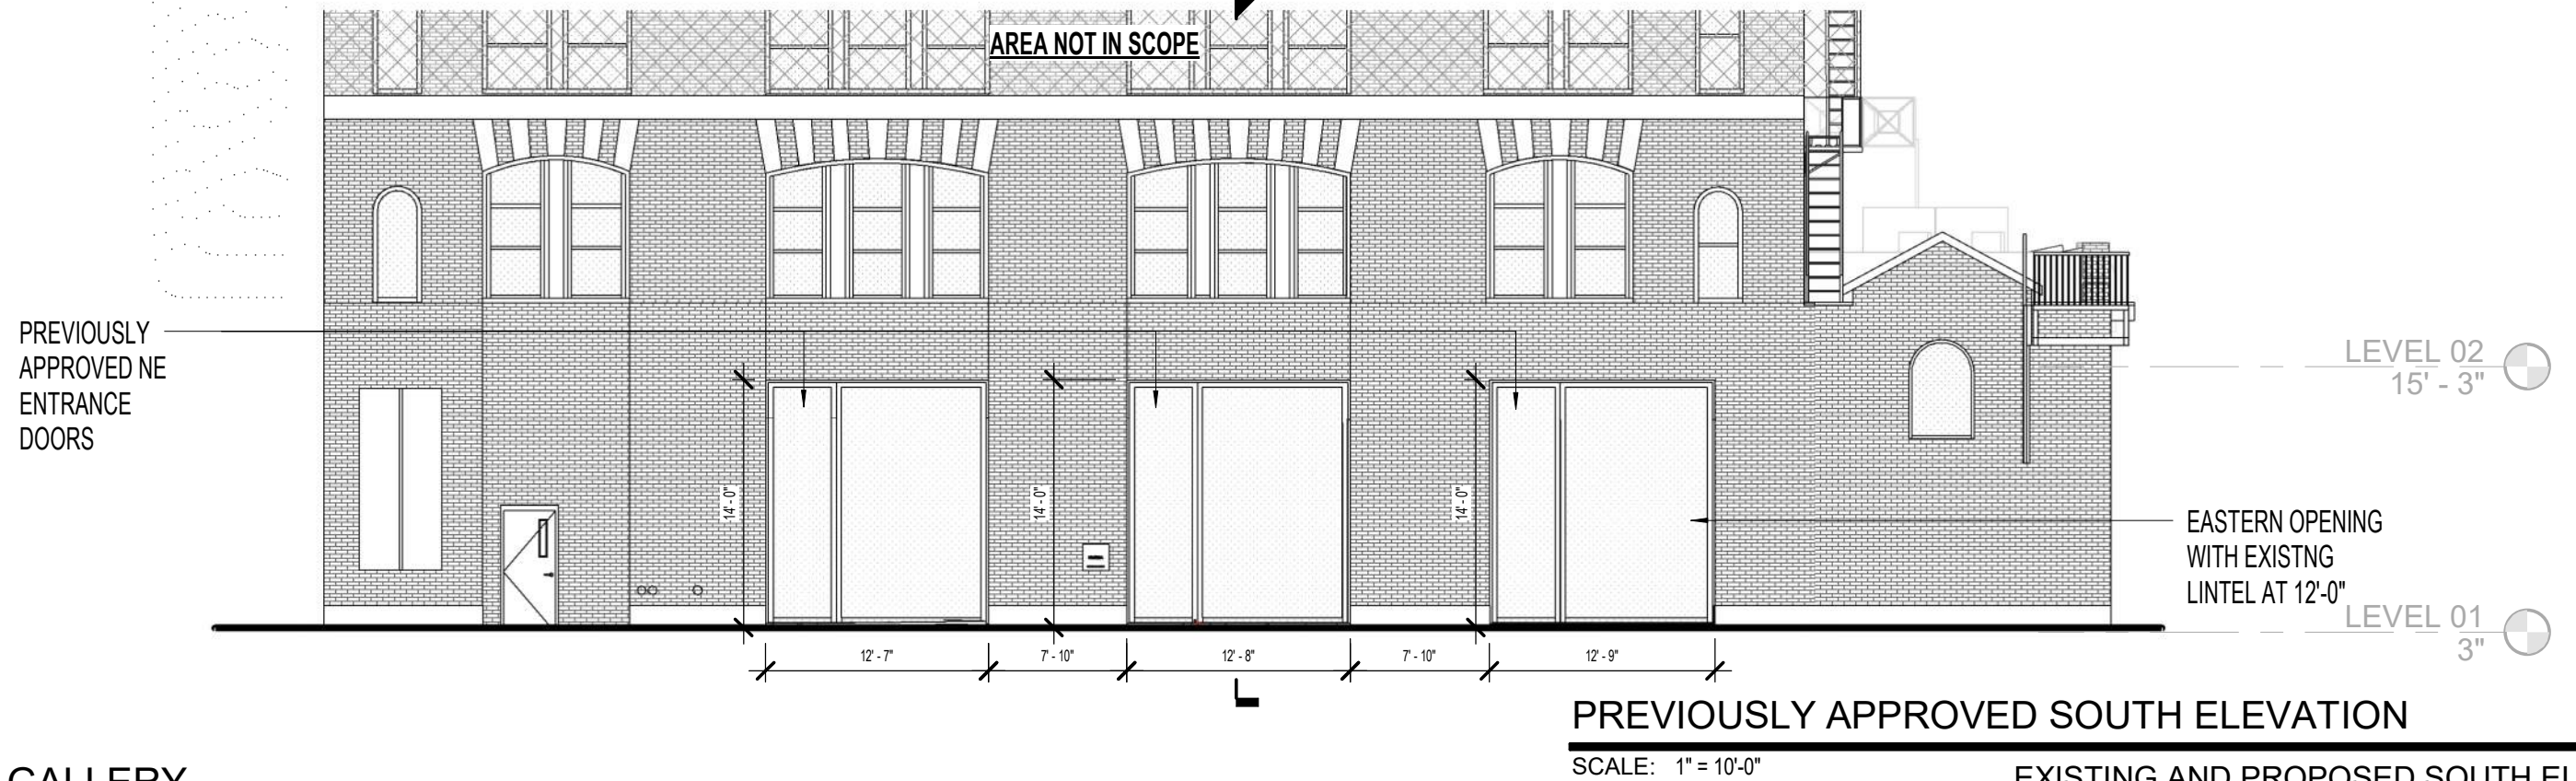 AREA NOT IN SCOPE
PREVIOUSLY
APPROVED NE
ENTRANCE
DOORS
LEVEL 02
15' - 3"
14' - 0"
14' - 0"
14' - 0"
EASTERN OPENING
WITH EXISTNG
LINTEL AT 12'-0"
LEVEL 01
3"
12' - 7"
7' - 10"
12' - 8"
7' - 10"
12' - 9"
PREVIOUSLY APPROVED SOUTH ELEVATION
SCALE: 1" = 10'-0"
GALLERY
EXISTING AND PROPOSED SOUTH EL